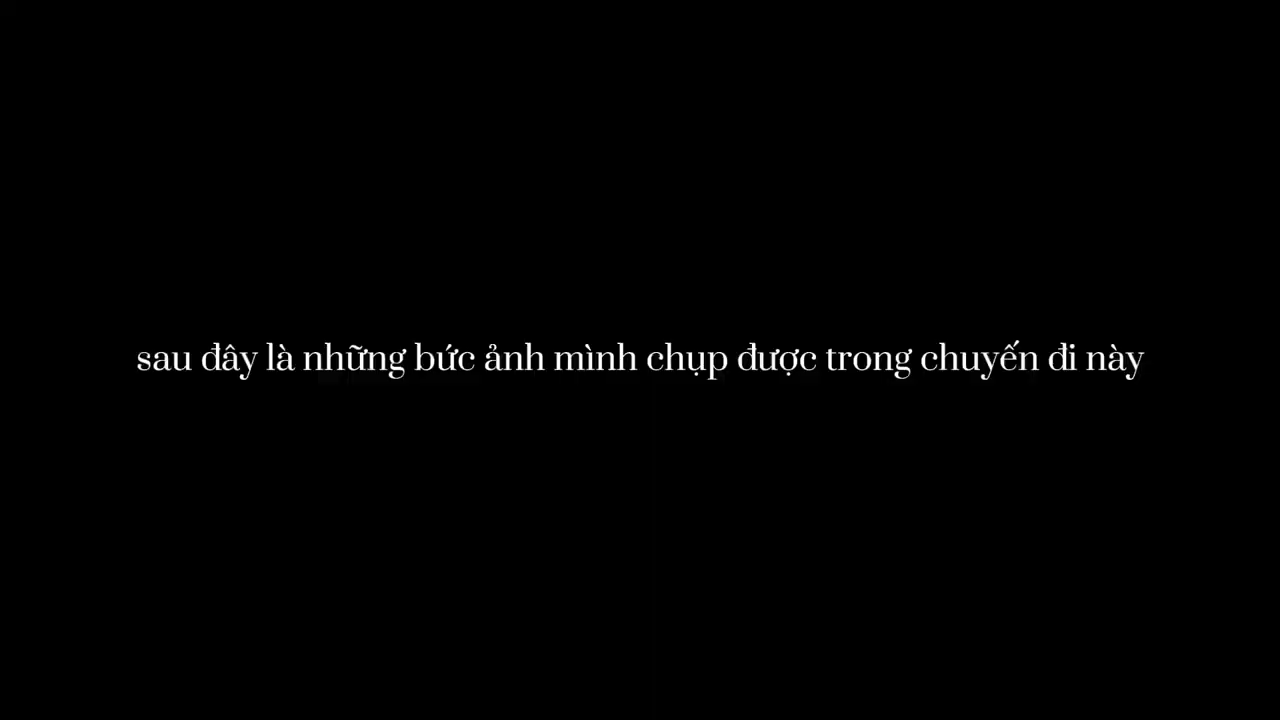 sau đây là những bức ảnh mình chụp được trong chuyến đi này